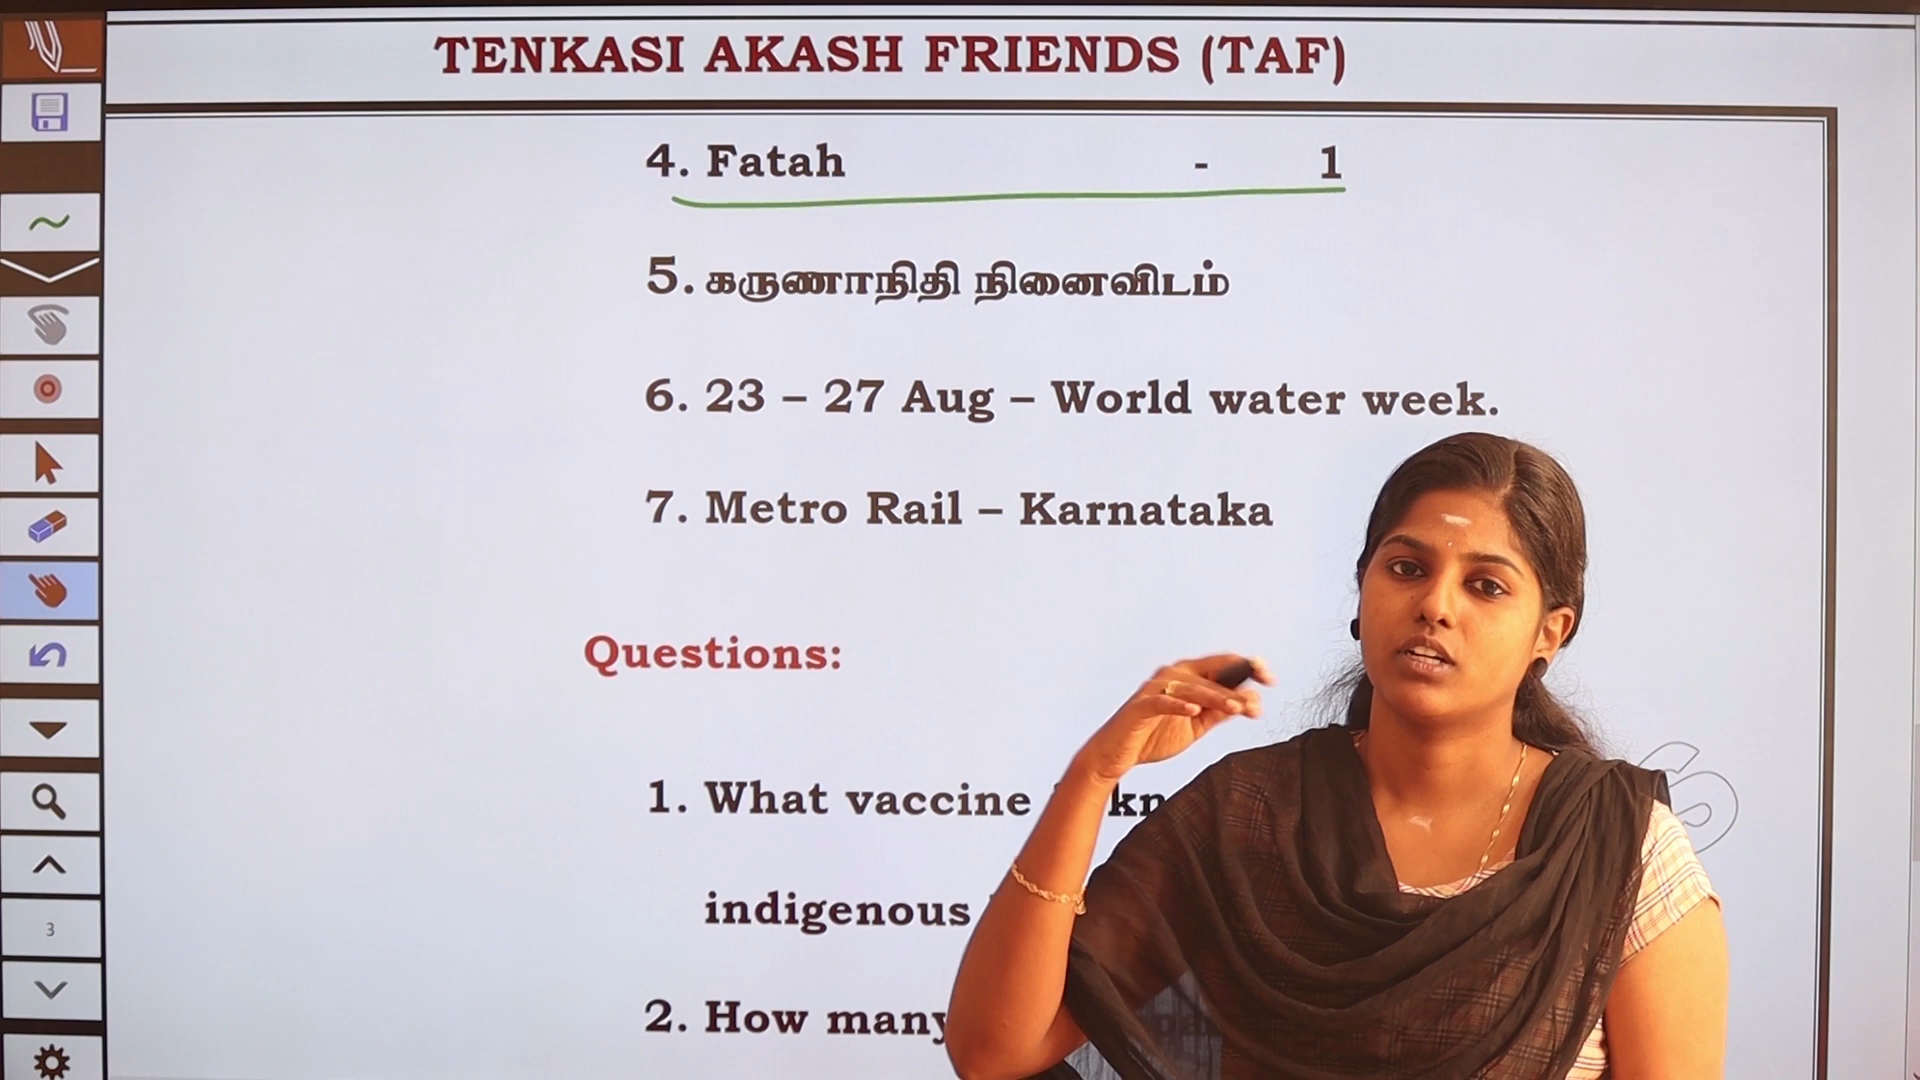 TENKASI AKASH FRIENDS (TAF)
4. Fatah - 1
5. கருணாநிதி நினைவிடம்
6. 23 – 27 Aug – World water week.
7. Metro Rail – Karnataka
Questions:
1. What vaccine
indigenous
2. How many
3